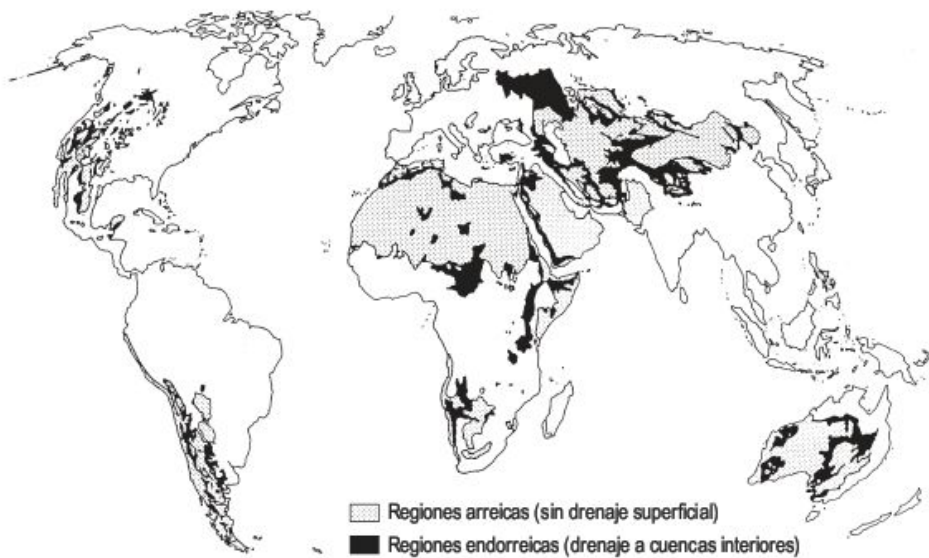 Regiones arreicas (sin drenaje superficial)
Regiones endorreicas (drenaje a cuencas interiores)